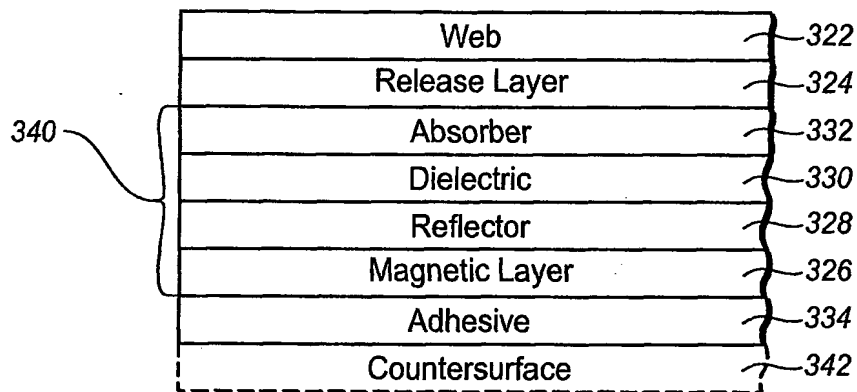 Web 322
Release Layer 324
340 Absorber 332
Dielectric 330
Reflector 328
Magnetic Layer 326
Adhesive 334
Countersurface 342